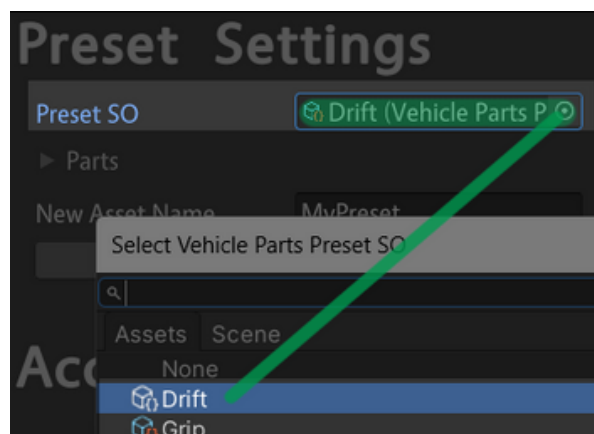 Preset Settings
Preset SO
Drift (Vehicle Parts P
Parts
New Asset Name
MyPreset
Select Vehicle Parts Preset SO
Assets Scene
None
Acc
Drift
Grip